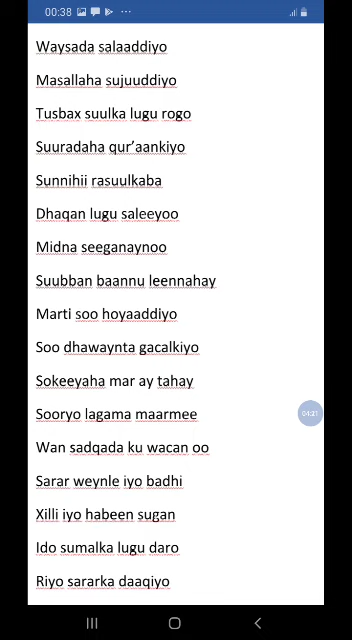 00:38
Waysada salaaddiyo
Masallaha sujuuddiyo
Tusbax suulka lugu rogo
Suuradaha qur’aankiyo
Sunnihii rasuulkaba
Dhaqan lugu saleeyoo
Midna seeganaynoo
Suubban baannu leennahay
Marti soo hoyaaddiyo
Soo dhawaynta gacalkiyo
Sokeeyaha mar ay tahay
Sooryo lagama maarmee
04:21
Wan sadqada ku wacan oo
Sarar weynle iyo badhi
Xilli iyo habeen sugan
Ido sumalka lugu daro
Riyo sararka daaqiyo